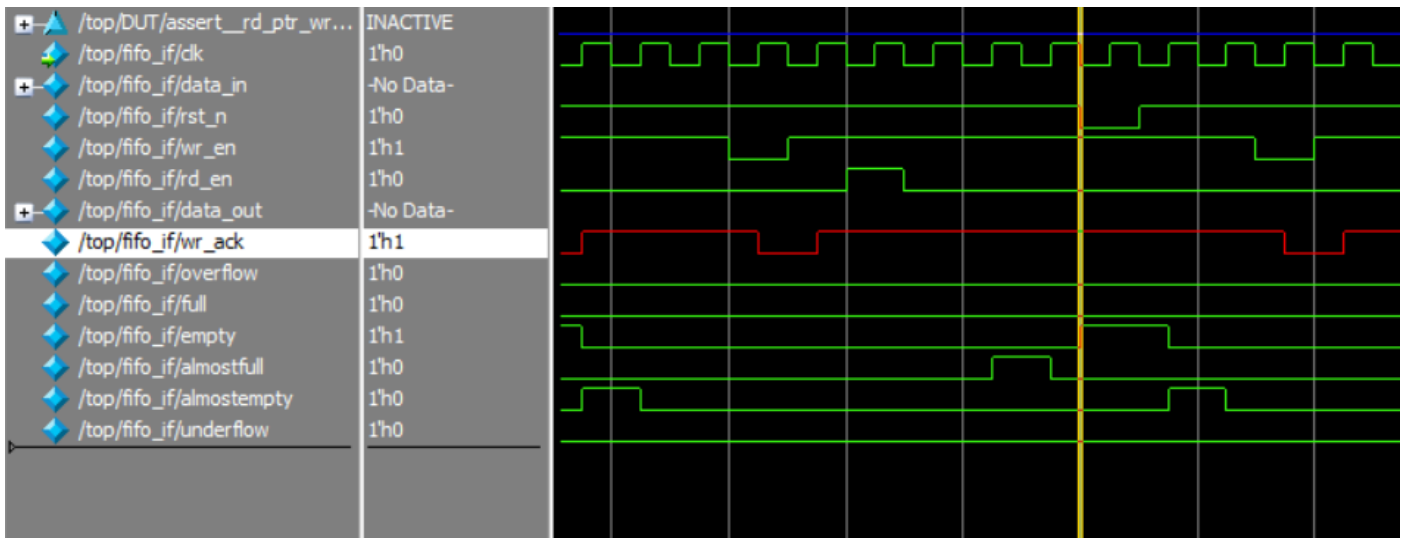 /top/DUT/assert__rd_ptr_wr... INACTIVE
/top/fifo_if/clk 1'h0
/top/fifo_if/data_in -No Data-
/top/fifo_if/rst_n 1'h0
/top/fifo_if/wr_en 1'h1
/top/fifo_if/rd_en 1'h0
/top/fifo_if/data_out -No Data-
/top/fifo_if/wr_ack 1'h1
/top/fifo_if/overflow 1'h0
/top/fifo_if/full 1'h0
/top/fifo_if/empty 1'h1
/top/fifo_if/almostfull 1'h0
/top/fifo_if/almostempty 1'h0
/top/fifo_if/underflow 1'h0